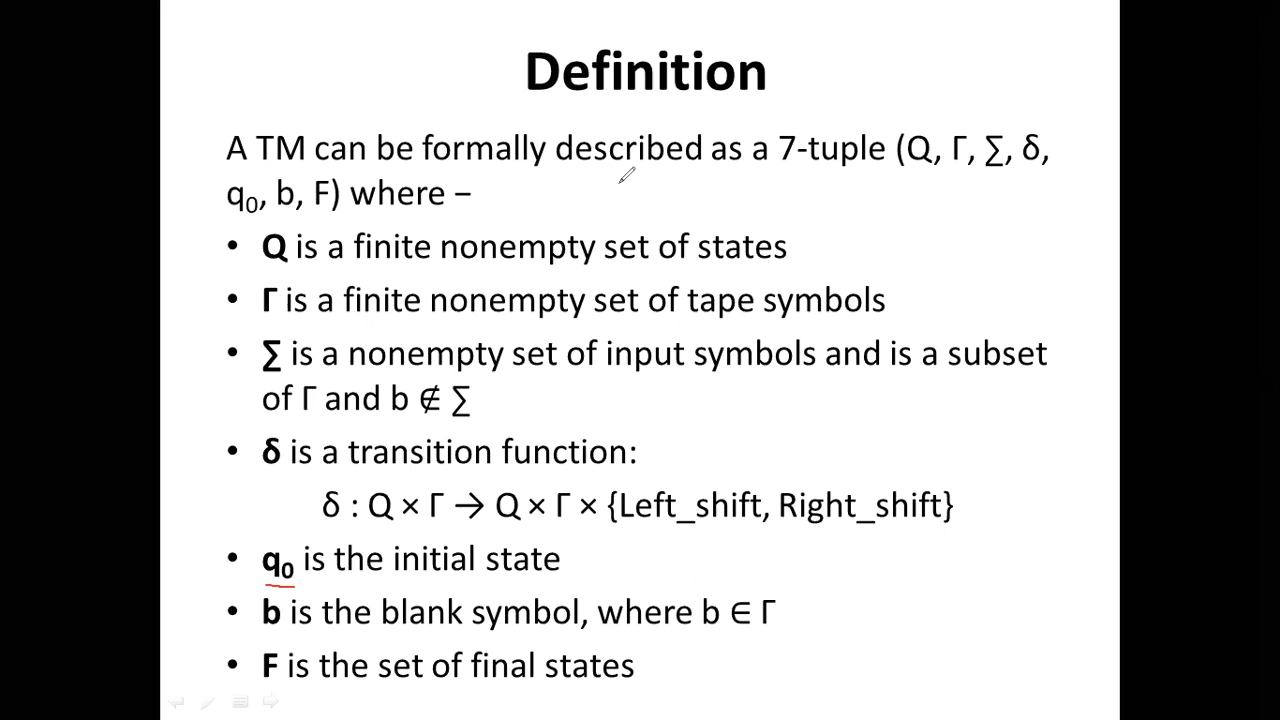 Definition
A TM can be formally described as a 7-tuple (Q, Γ, ∑, δ,
q₀, b, F) where −
• Q is a finite nonempty set of states
• Γ is a finite nonempty set of tape symbols
• ∑ is a nonempty set of input symbols and is a subset
of Γ and b ∉ ∑
• δ is a transition function:
δ : Q × Γ → Q × Γ × {Left_shift, Right_shift}
• q₀ is the initial state
• b is the blank symbol, where b ∈ Γ
• F is the set of final states